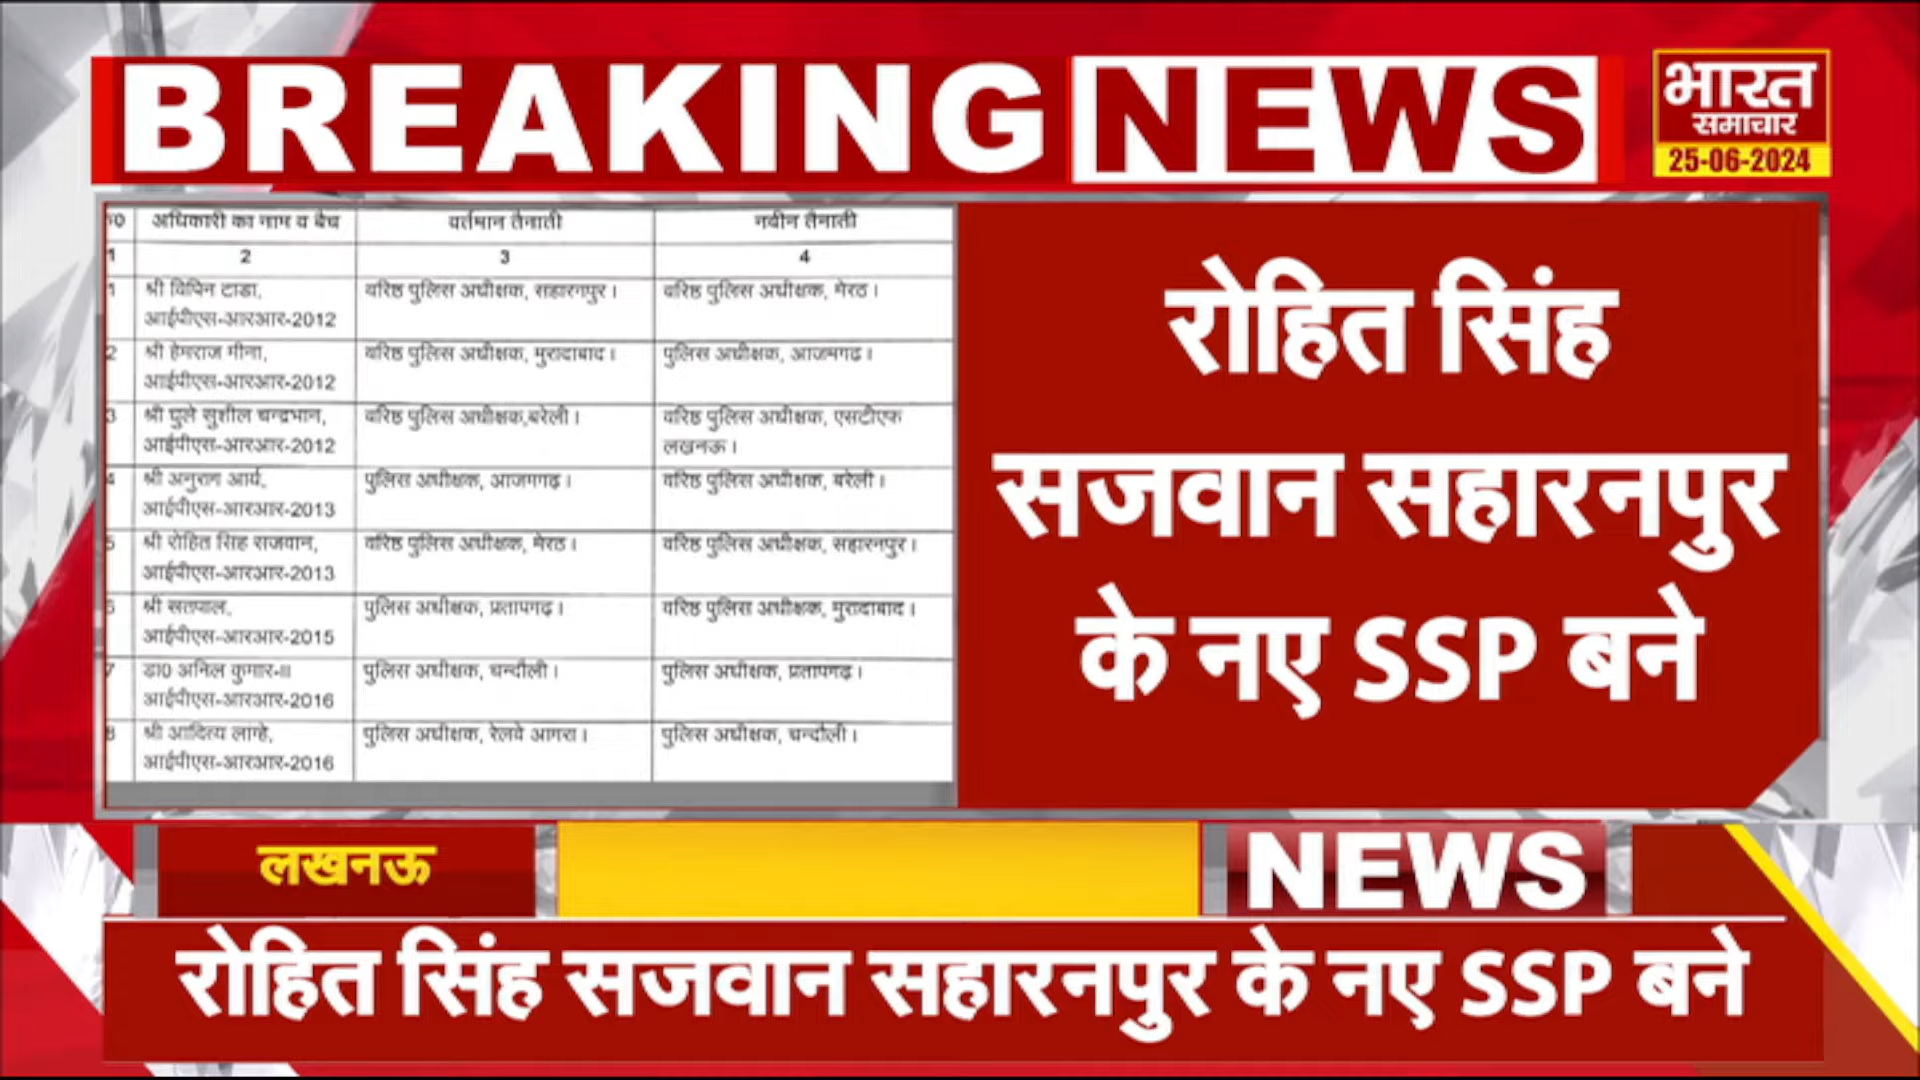 BREAKING NEWS
भारत
समाचार
25-06-2024
अधिकारी का नाम व बैच वर्तमान तैनाती नवीन तैनाती
1 2 3 4
1 श्री विपिन टाडा, वरिष्ठ पुलिस अधीक्षक, सहारनपुर। वरिष्ठ पुलिस अधीक्षक, मेरठ।
आईपीएस-आरआर-2012
2 श्री हेमराज मीना, वरिष्ठ पुलिस अधीक्षक, मुरादाबाद। पुलिस अधीक्षक, आजमगढ़।
आईपीएस-आरआर-2012
3 श्री घुले सुशील चन्द्रभान, वरिष्ठ पुलिस अधीक्षक,बरेली। वरिष्ठ पुलिस अधीक्षक, एसटीएफ
आईपीएस-आरआर-2012 लखनऊ।
4 श्री अनुराग आर्य, पुलिस अधीक्षक, आजमगढ़। वरिष्ठ पुलिस अधीक्षक, बरेली।
आईपीएस-आरआर-2013
5 श्री रोहित सिंह सजवान, वरिष्ठ पुलिस अधीक्षक, मेरठ। वरिष्ठ पुलिस अधीक्षक, सहारनपुर।
आईपीएस-आरआर-2013
श्री सतपाल, पुलिस अधीक्षक, प्रतापगढ़। वरिष्ठ पुलिस अधीक्षक, मुरादाबाद।
आईपीएस-आरआर-2015
7 डा0 अनिल कुमार-॥ पुलिस अधीक्षक, चन्दौली। पुलिस अधीक्षक, प्रतापगढ़।
आईपीएस-आरआर-2016
8 श्री आदित्य लांग्हे, पुलिस अधीक्षक, रेलवे आगरा। पुलिस अधीक्षक, चन्दौली।
आईपीएस-आरआर-2016
रोहित सिंह
सजवान सहारनपुर
के नए SSP बने
लखनऊ
NEWS
रोहित सिंह सजवान सहारनपुर के नए SSP बने